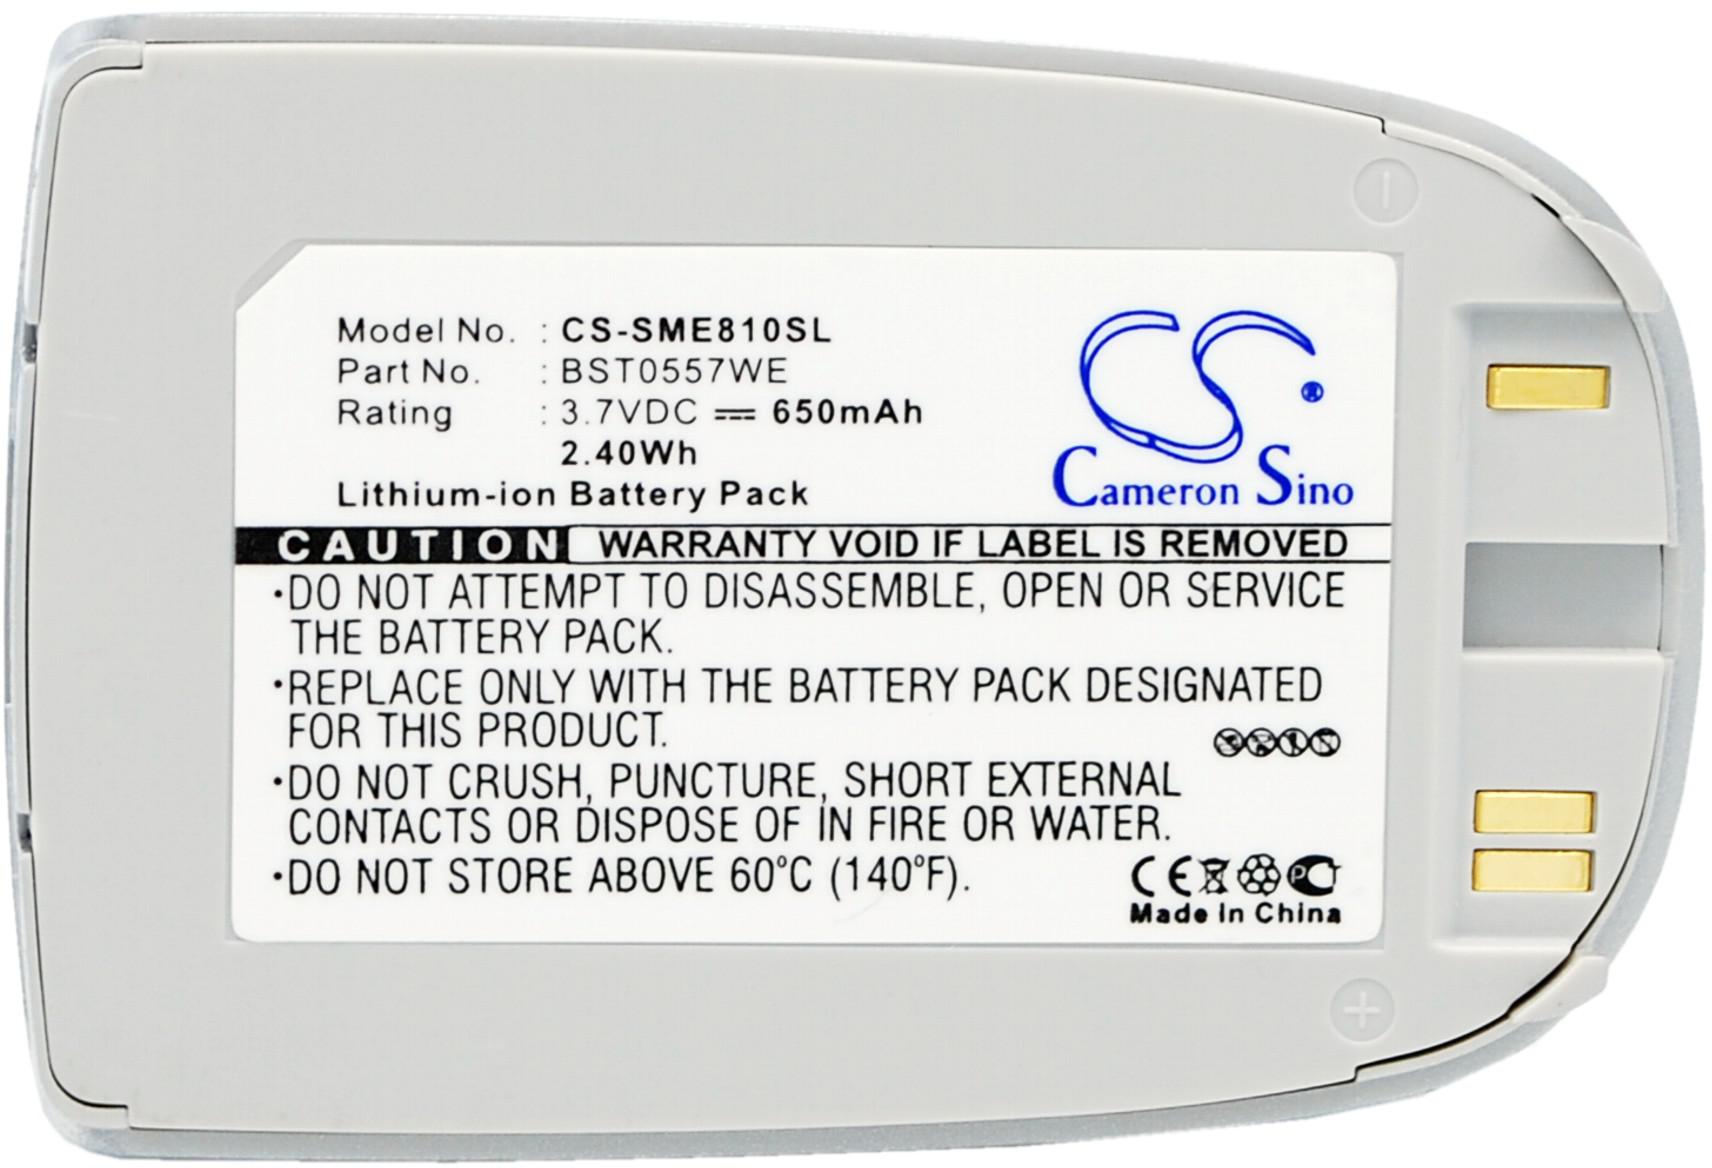 Model No. : CS-SME810SL
Part No. : BST0557WE
Rating : 3.7VDC ⎓ 650mAh
2.40Wh
Lithium-ion Battery Pack
CS ®
Cameron Sino
CAUTION WARRANTY VOID IF LABEL IS REMOVED
·DO NOT ATTEMPT TO DISASSEMBLE, OPEN OR SERVICE
THE BATTERY PACK.
·REPLACE ONLY WITH THE BATTERY PACK DESIGNATED
FOR THIS PRODUCT.
·DO NOT CRUSH, PUNCTURE, SHORT EXTERNAL
CONTACTS OR DISPOSE OF IN FIRE OR WATER.
·DO NOT STORE ABOVE 60°C (140°F).
CE PCT
Made In China